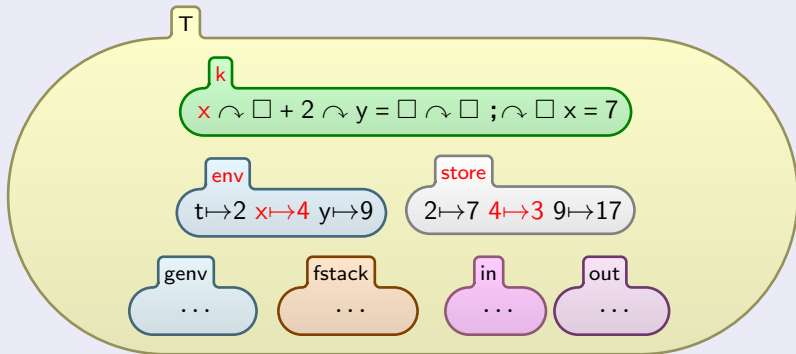 T
k
x ↷ □ + 2 ↷ y = □ ↷ □ ; ↷ □ x = 7
env store
t↦2 x↦4 y↦9 2↦7 4↦3 9↦17
genv fstack in out
··· ··· ··· ···